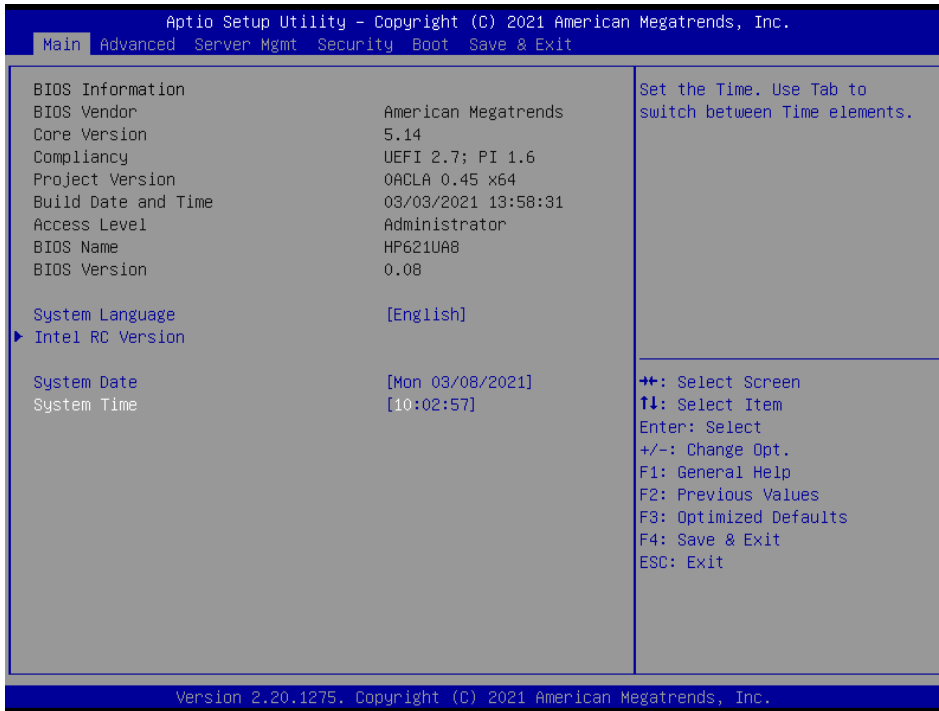 Aptio Setup Utility – Copyright (C) 2021 American Megatrends, Inc.
Main Advanced Server Mgmt Security Boot Save & Exit
BIOS Information
BIOS Vendor American Megatrends
Core Version 5.14
Compliancy UEFI 2.7; PI 1.6
Project Version 0ACLA 0.45 x64
Build Date and Time 03/03/2021 13:58:31
Access Level Administrator
BIOS Name HP621UA8
BIOS Version 0.08
System Language [English]
Intel RC Version
System Date [Mon 03/08/2021]
System Time [10:02:57]
Set the Time. Use Tab to
switch between Time elements.
→←: Select Screen
↑↓: Select Item
Enter: Select
+/-: Change Opt.
F1: General Help
F2: Previous Values
F3: Optimized Defaults
F4: Save & Exit
ESC: Exit
Version 2.20.1275. Copyright (C) 2021 American Megatrends, Inc.